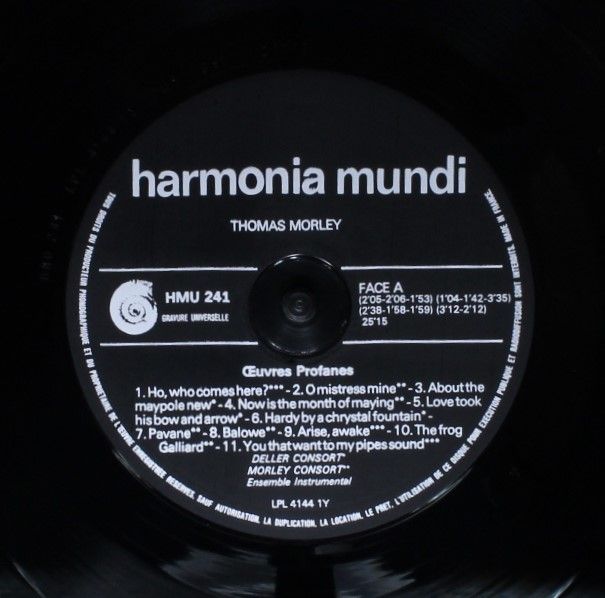 harmonia mundi
THOMAS MORLEY
HMU 241
GRAVURE UNIVERSELLE
FACE A
(2'05-2'06-1'53) (1'04-1'42-3'35)
(2'38-1'58-1'59) (3'12-2'12)
25'15
Œuvres Profanes
1. Ho, who comes here?*** - 2. O mistress mine** - 3. About the
maypole new* - 4. Now is the month of maying** - 5. Love took
his bow and arrow* - 6. Hardy by a chrystal fountain* -
7. Pavane** - 8. Balowe** - 9. Arise, awake*** - 10. The frog
Galliard** - 11. You that want to my pipes sound***
DELLER CONSORT*
MORLEY CONSORT**
Ensemble Instrumental
LPL 4144 1Y
TOUS DROITS DU PRODUCTEUR PHONOGRAPHIQUE ET DU PROPRIETAIRE DE L'ŒUVRE ENREGISTREE RESERVES. SAUF AUTORISATION, LA DUPLICATION, LA LOCATION, LE PRET, L'UTILISATION DE CE DISQUE POUR EXECUTION PUBLIQUE ET RADIODIFFUSION SONT INTERDITS. MADE IN FRANCE.